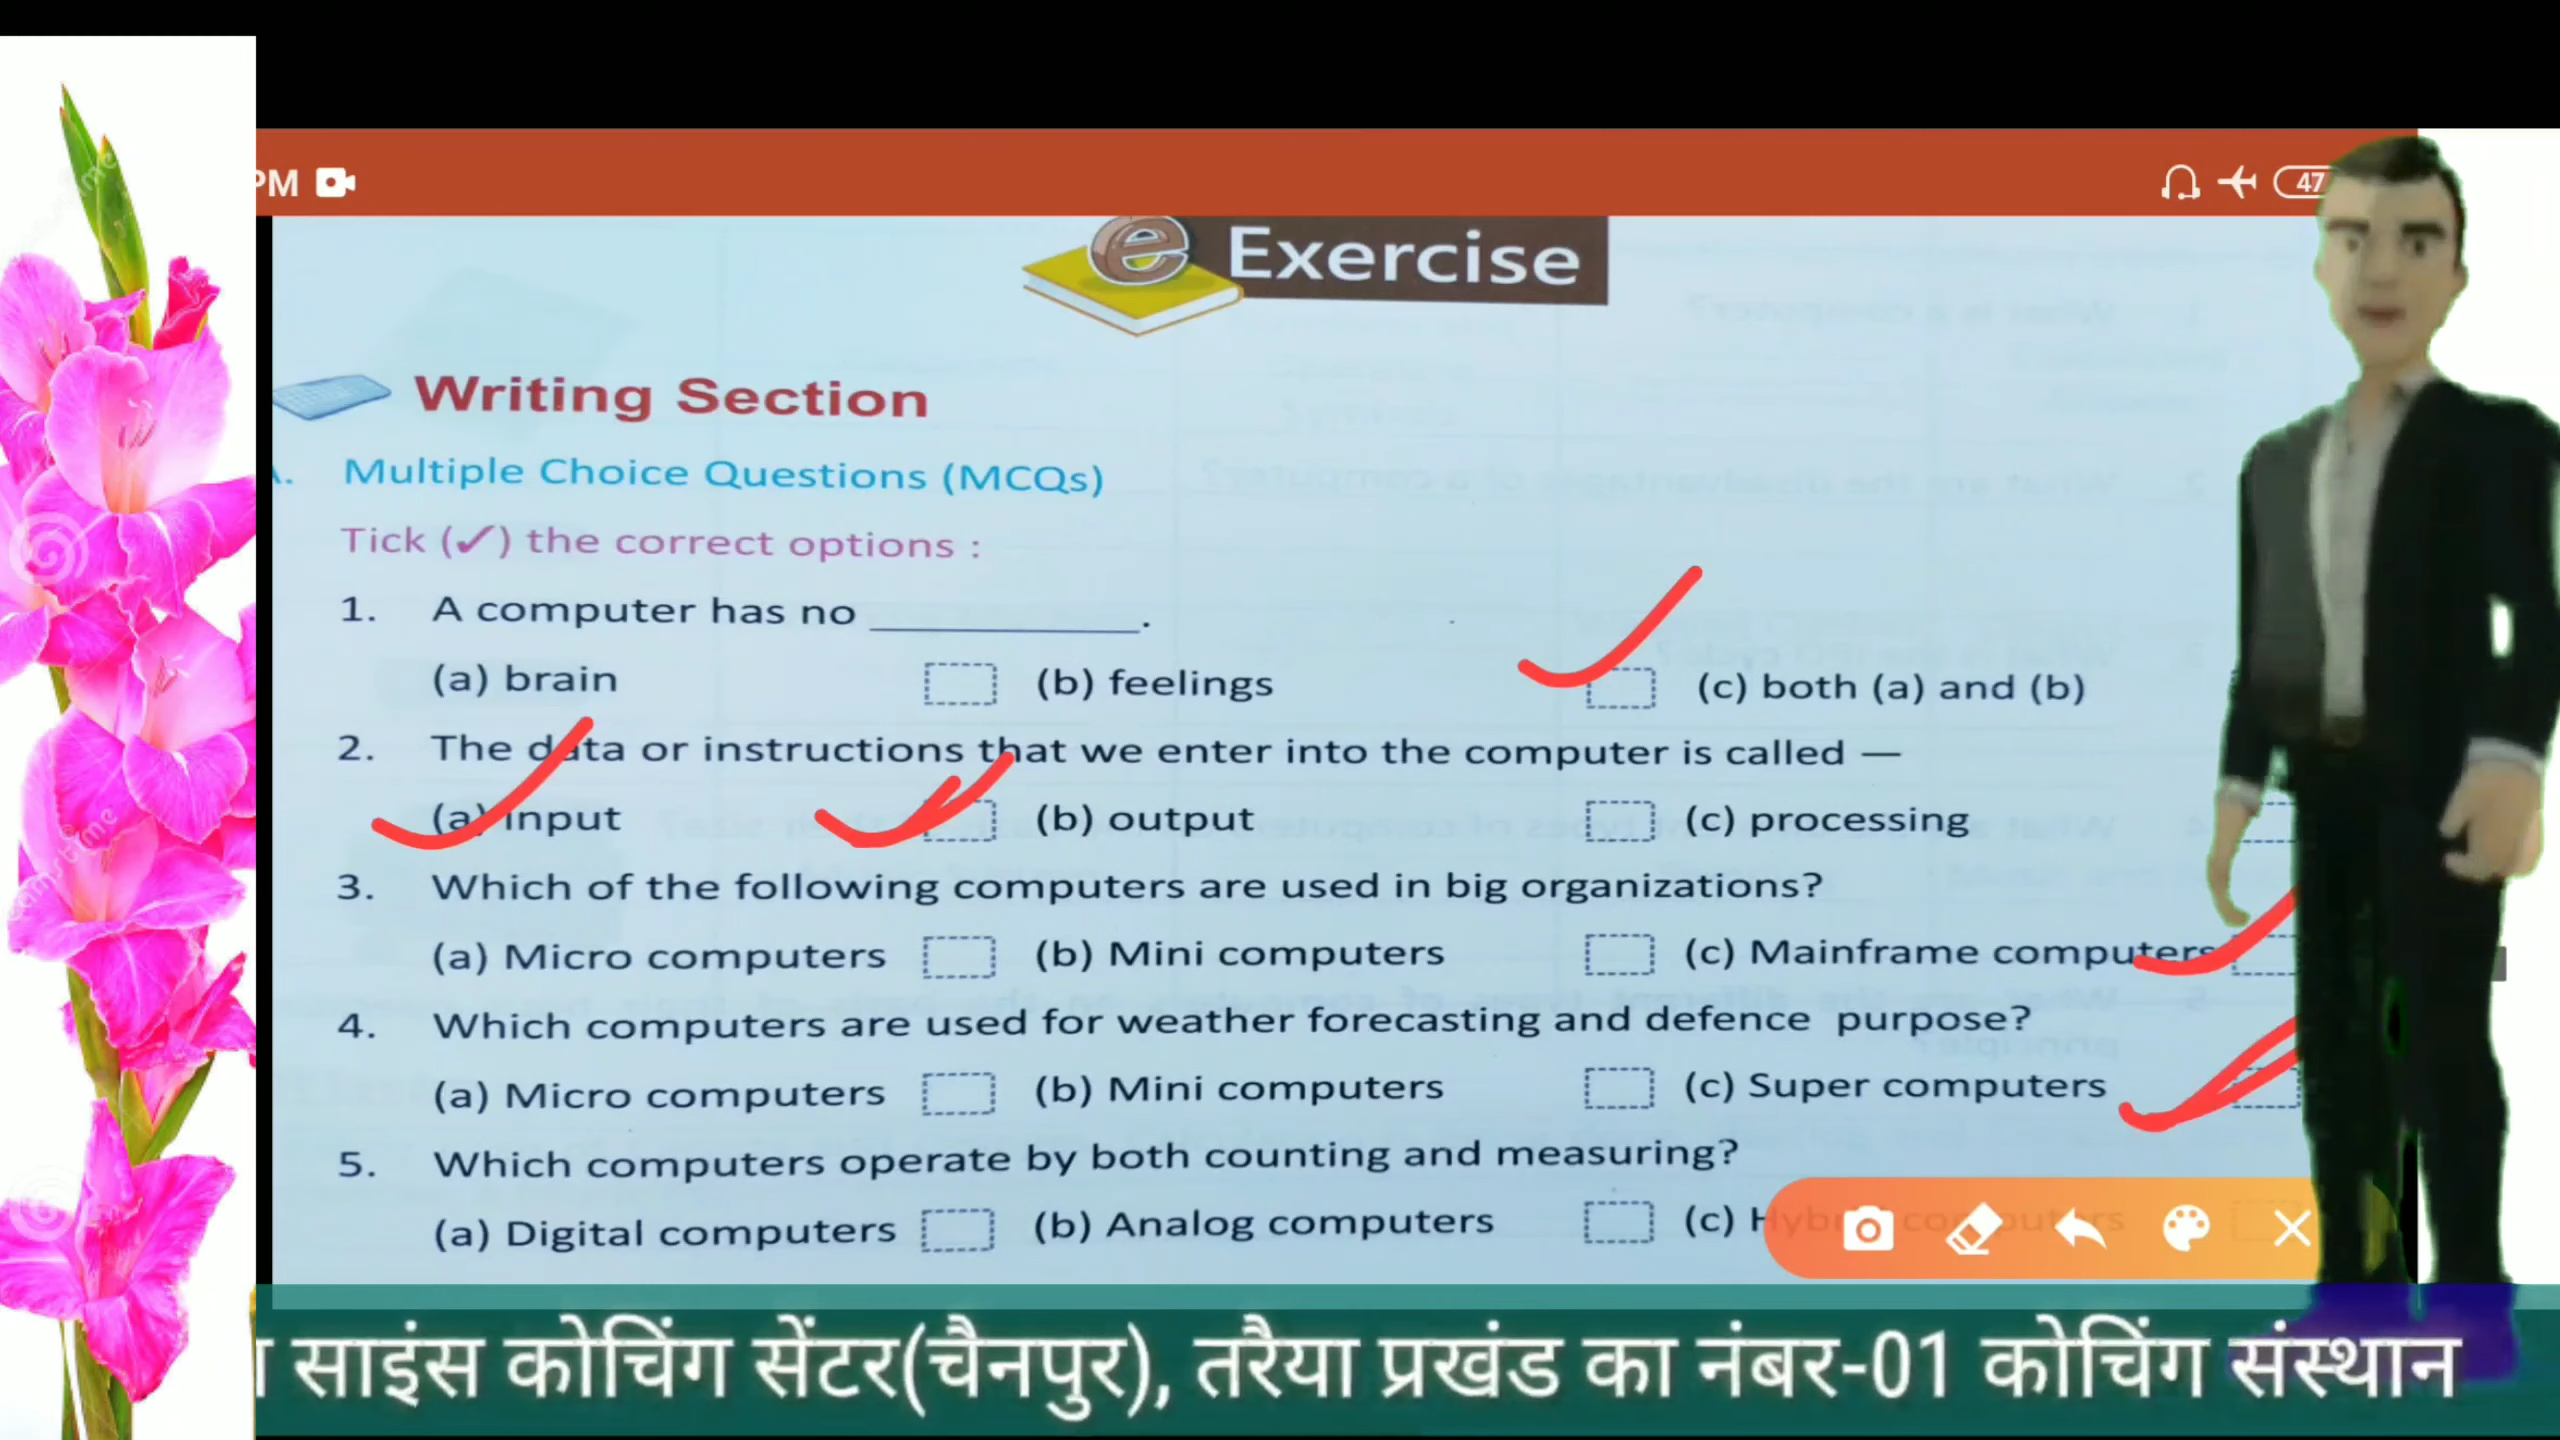 PM
47
e Exercise
Writing Section
Multiple Choice Questions (MCQs)
Tick (✓) the correct options :
1. A computer has no __________.
(a) brain (b) feelings (c) both (a) and (b)
2. The data or instructions that we enter into the computer is called —
(a) input (b) output (c) processing
3. Which of the following computers are used in big organizations?
(a) Micro computers (b) Mini computers (c) Mainframe computers
4. Which computers are used for weather forecasting and defence purpose?
(a) Micro computers (b) Mini computers (c) Super computers
5. Which computers operate by both counting and measuring?
(a) Digital computers (b) Analog computers (c) Hybrid computers
साइंस कोचिंग सेंटर(चैनपुर), तरैया प्रखंड का नंबर-01 कोचिंग संस्थान